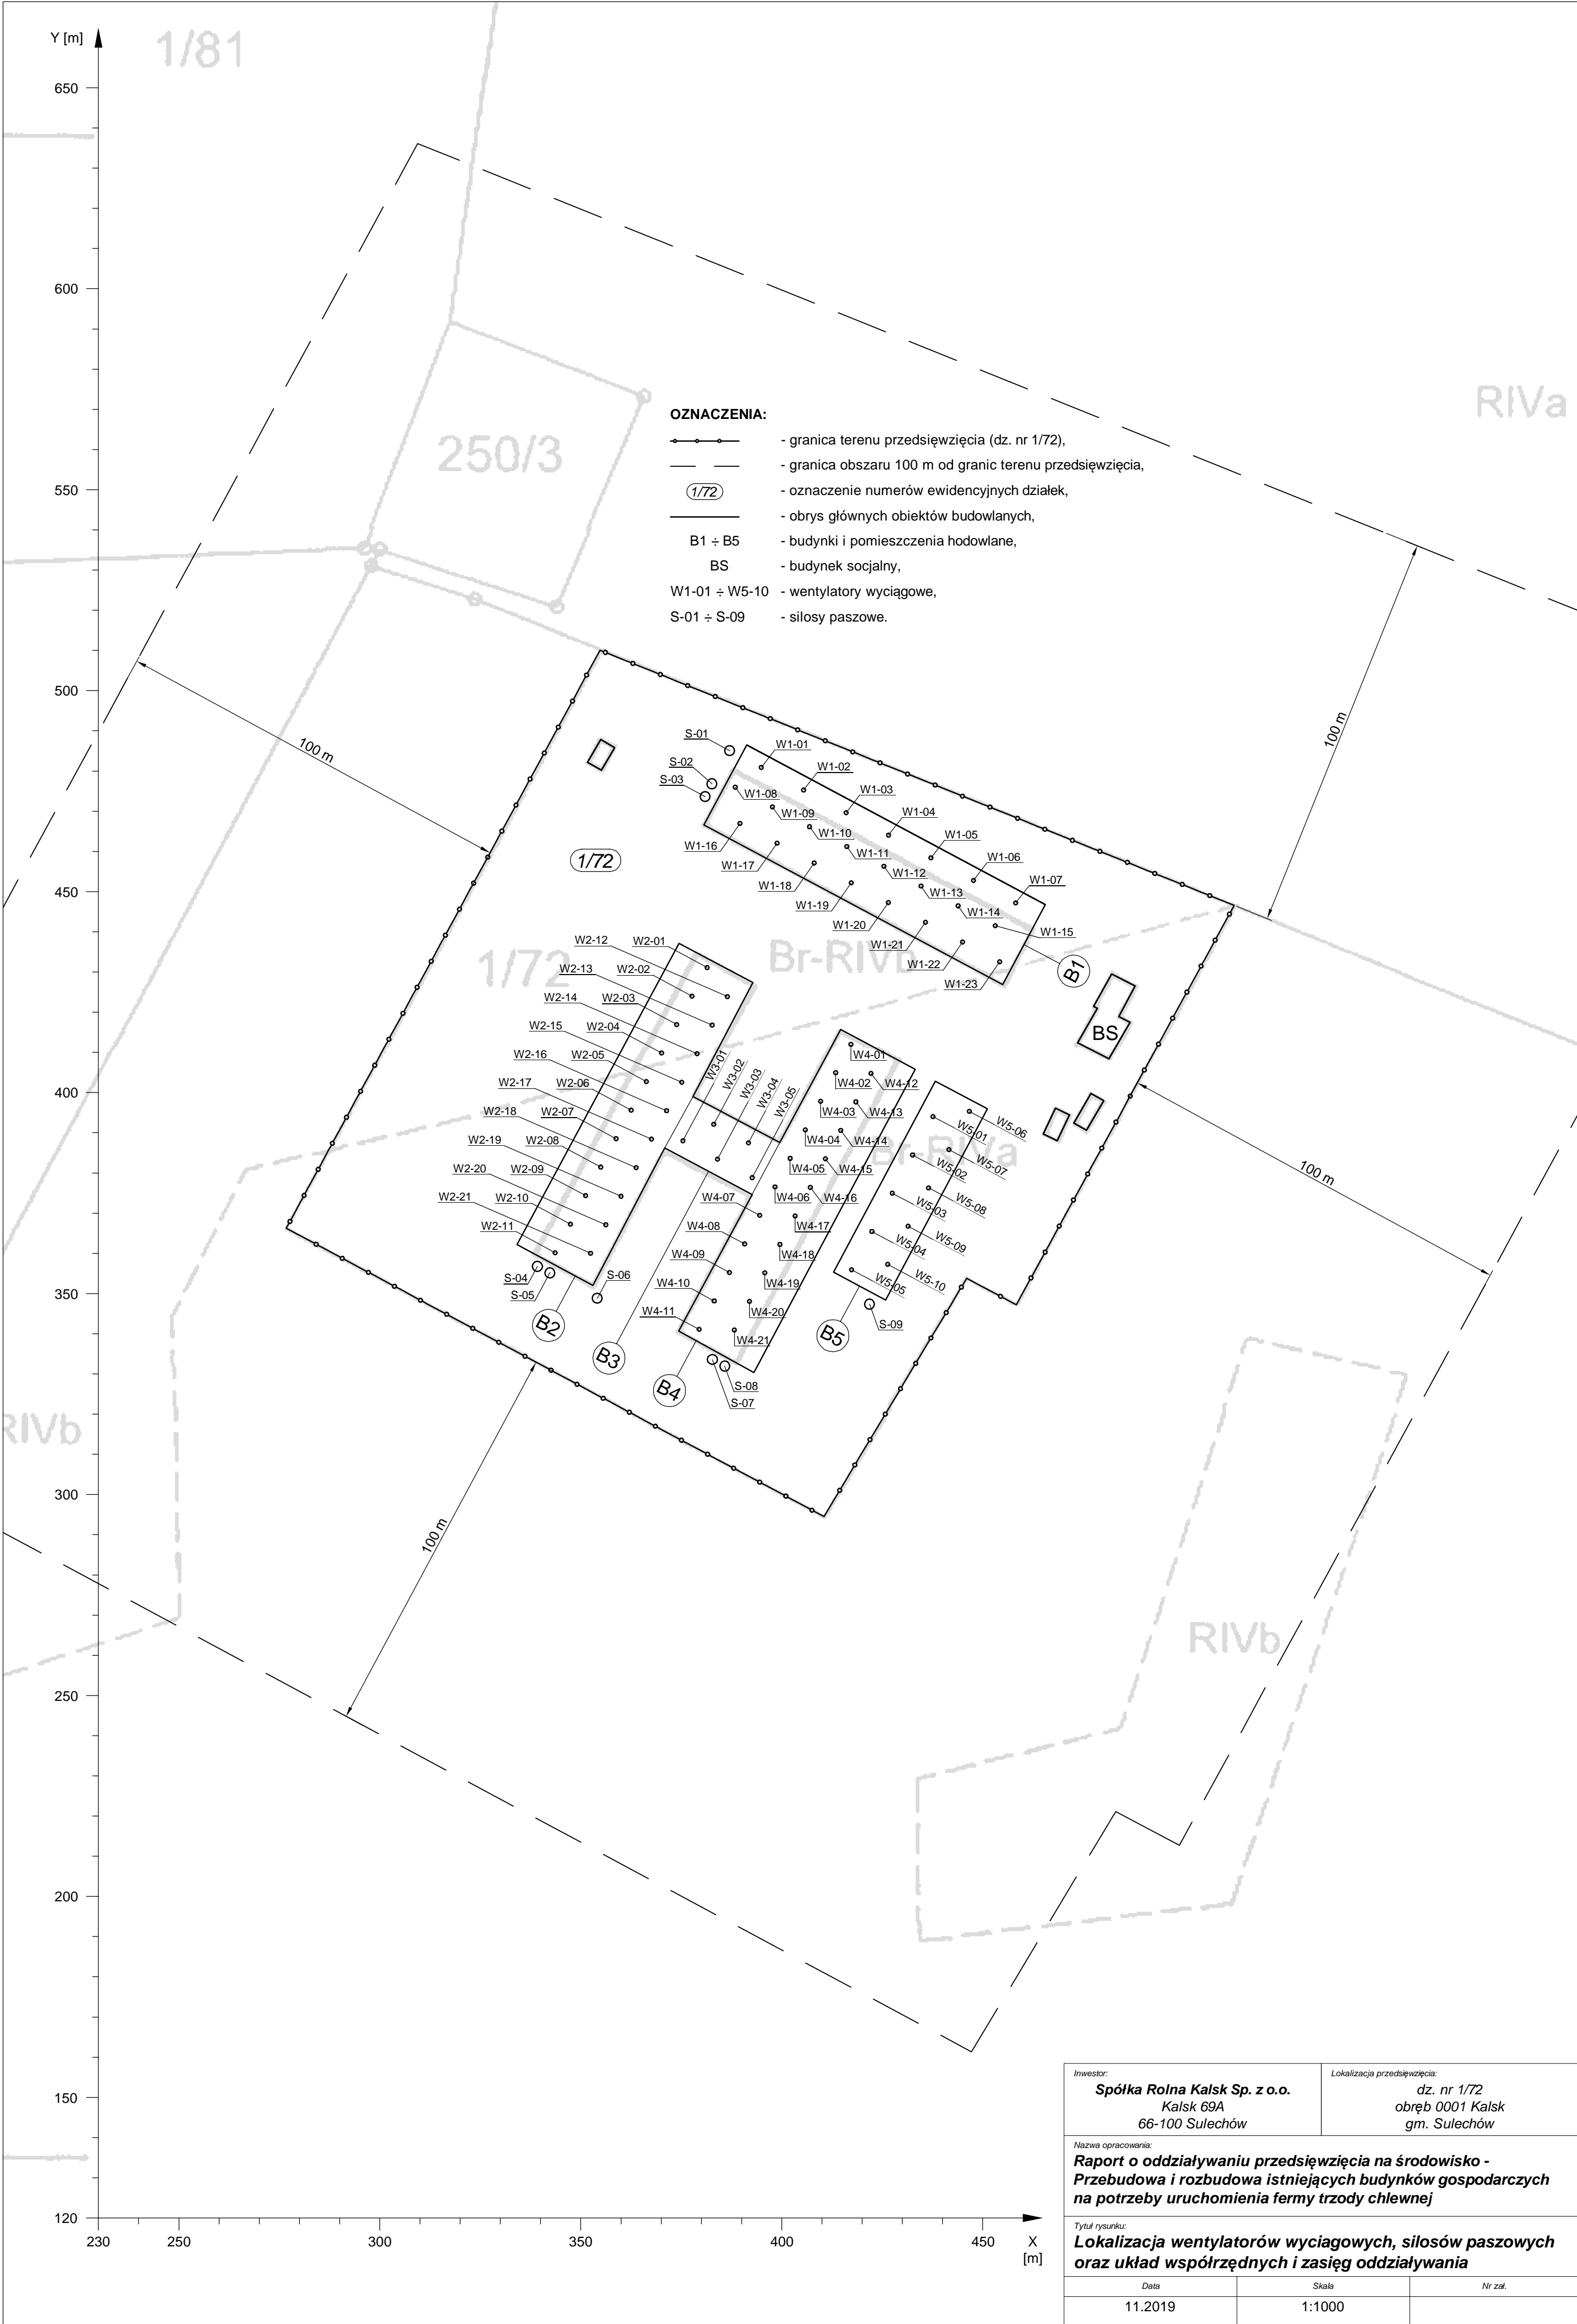 Y [m]
1/81
650
600
RIVa
OZNACZENIA:
- granica terenu przedsięwzięcia (dz. nr 1/72),
250/3
- granica obszaru 100 m od granic terenu przedsięwzięcia,
1/72 - oznaczenie numerów ewidencyjnych działek,
550
- obrys głównych obiektów budowlanych,
B1 ÷ B5 - budynki i pomieszczenia hodowlane,
BS - budynek socjalny,
W1-01 ÷ W5-10 - wentylatory wyciągowe,
S-01 ÷ S-09 - silosy paszowe.
500
100 m
100 m
S-01
S-02
S-03
W1-01
W1-02
W1-03
W1-04
W1-05
W1-06
W1-07
W1-08
W1-09
W1-10
W1-11
W1-12
W1-13
W1-14
W1-15
W1-16
W1-17
W1-18
W1-19
W1-20
W1-21
W1-22
W1-23
1/72
450
1/72
Br-RIVb
B1
BS
W2-12
W2-01
W2-13
W2-02
W2-14
W2-03
W2-15
W2-04
W2-16
W2-05
W2-17
W2-06
W2-18
W2-07
W2-19
W2-08
W2-20
W2-09
W2-21
W2-10
W2-11
W3-01
W3-02
W3-03
W3-04
W3-05
400
W4-01
W4-02
W4-12
W4-03
W4-13
W4-04
W4-14
W4-05
W4-15
W4-06
W4-16
W4-07
W4-17
W4-08
W4-18
W4-09
W4-19
W4-10
W4-20
W4-11
W4-21
Br-RIVa
W5-06
W5-01
W5-07
W5-02
W5-08
W5-03
W5-09
W5-04
W5-10
W5-05
100 m
350
S-04
S-05
S-06
S-09
B2
B3
B4
B5
S-08
S-07
RIVb
300
100 m
RIVb
250
200
150
120
230
250
300
350
400
450
X
[m]
Inwestor:
Spółka Rolna Kalsk Sp. z o.o.
Kalsk 69A
66-100 Sulechów
Lokalizacja przedsięwzięcia:
dz. nr 1/72
obręb 0001 Kalsk
gm. Sulechów
Nazwa opracowania:
Raport o oddziaływaniu przedsięwzięcia na środowisko -
Przebudowa i rozbudowa istniejących budynków gospodarczych
na potrzeby uruchomienia fermy trzody chlewnej
Tytuł rysunku:
Lokalizacja wentylatorów wyciagowych, silosów paszowych
oraz układ współrzędnych i zasięg oddziaływania
Data
Skala
Nr zał.
11.2019
1:1000